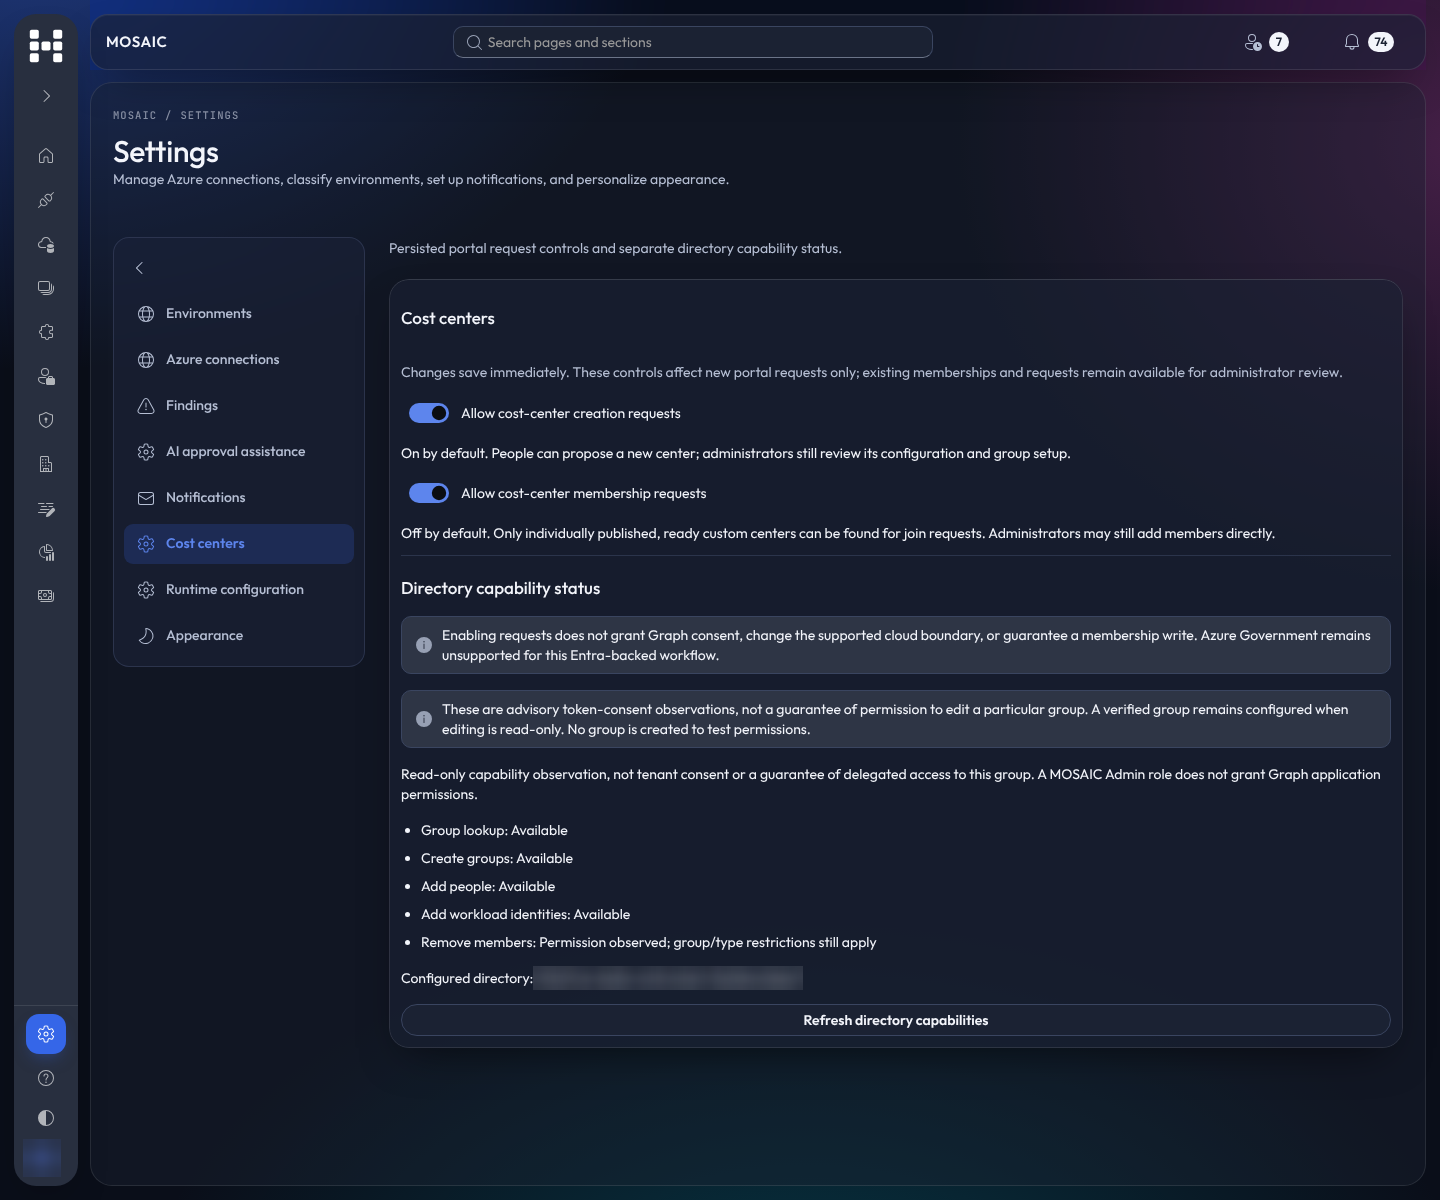 MOSAIC
Search pages and sections
7
74
MOSAIC / SETTINGS
Settings
Manage Azure connections, classify environments, set up notifications, and personalize appearance.
Environments
Azure connections
Findings
AI approval assistance
Notifications
Cost centers
Runtime configuration
Appearance
Persisted portal request controls and separate directory capability status.
Cost centers
Changes save immediately. These controls affect new portal requests only; existing memberships and requests remain available for administrator review.
Allow cost-center creation requests
On by default. People can propose a new center; administrators still review its configuration and group setup.
Allow cost-center membership requests
Off by default. Only individually published, ready custom centers can be found for join requests. Administrators may still add members directly.
Directory capability status
Enabling requests does not grant Graph consent, change the supported cloud boundary, or guarantee a membership write. Azure Government remains
unsupported for this Entra-backed workflow.
These are advisory token-consent observations, not a guarantee of permission to edit a particular group. A verified group remains configured when
editing is read-only. No group is created to test permissions.
Read-only capability observation, not tenant consent or a guarantee of delegated access to this group. A MOSAIC Admin role does not grant Graph application
permissions.
• Group lookup: Available
• Create groups: Available
• Add people: Available
• Add workload identities: Available
• Remove members: Permission observed; group/type restrictions still apply
Configured directory:
Refresh directory capabilities